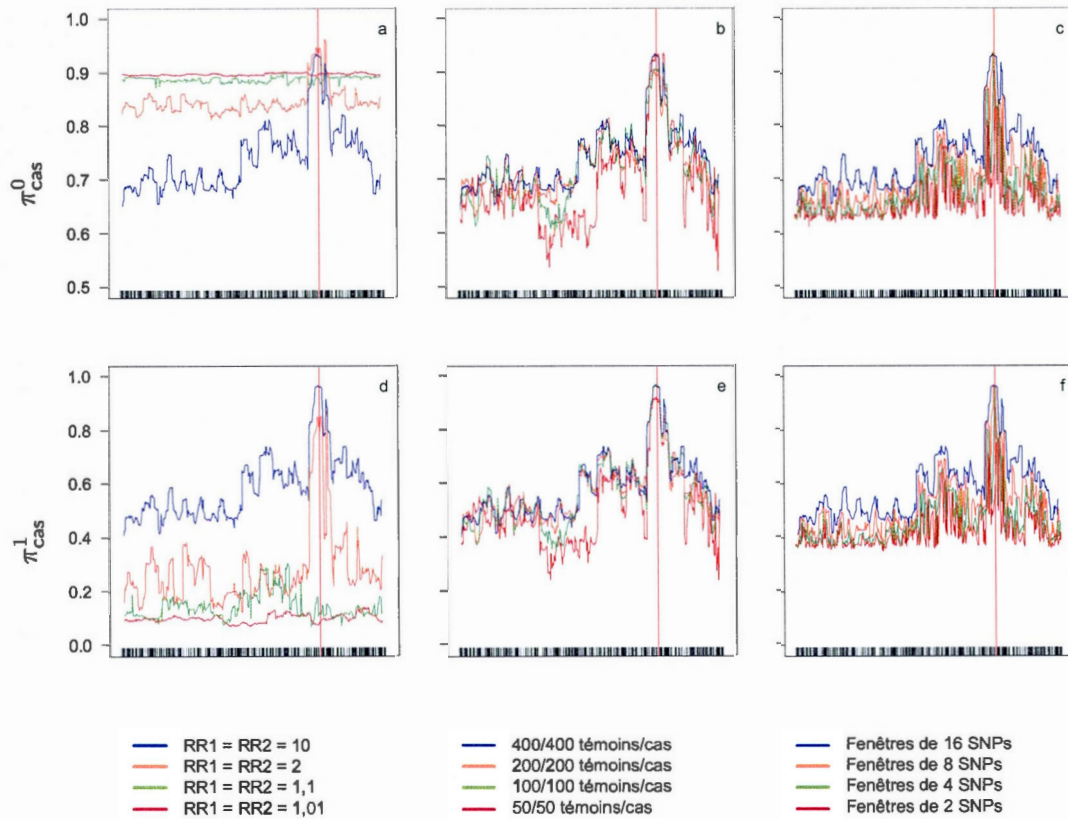 a
b
c
1.0
0.9
0.8
0.7
0.6
0.5
π⁰cas
d
e
f
1.0
0.8
0.6
0.4
0.2
0.0
π¹cas
RR1 = RR2 = 10
RR1 = RR2 = 2
RR1 = RR2 = 1,1
RR1 = RR2 = 1,01
400/400 témoins/cas
200/200 témoins/cas
100/100 témoins/cas
50/50 témoins/cas
Fenêtres de 16 SNPs
Fenêtres de 8 SNPs
Fenêtres de 4 SNPs
Fenêtres de 2 SNPs